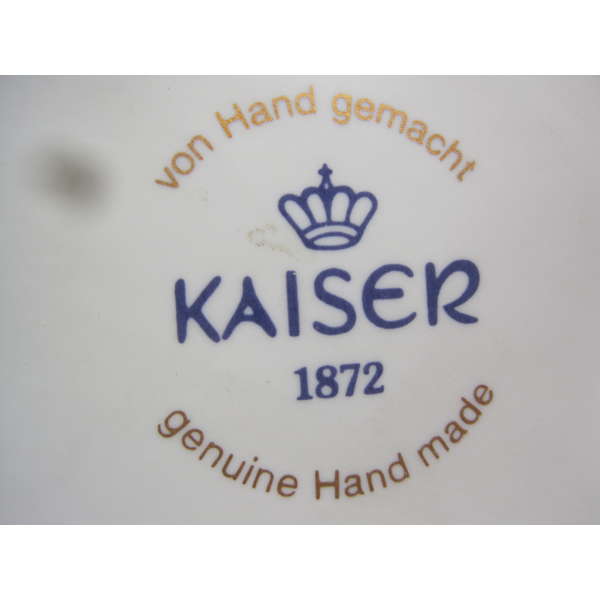 von Hand gemacht
KAISER
1872
genuine Hand made